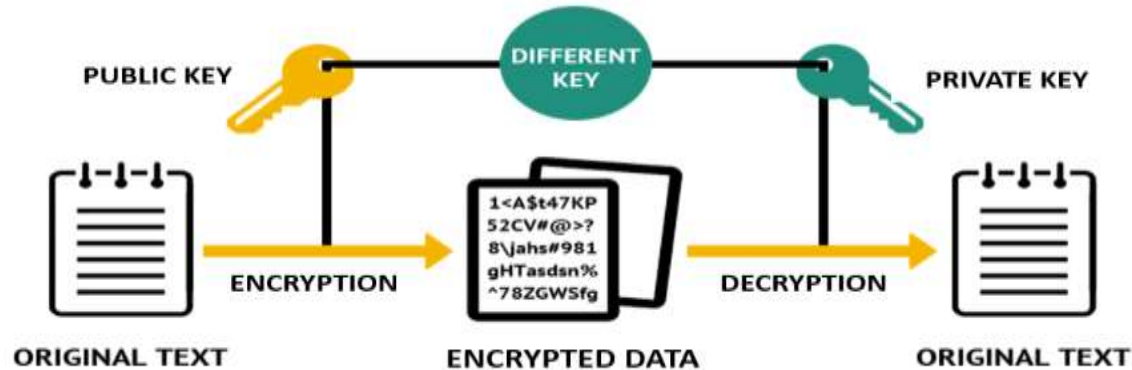 DIFFERENT
KEY
PUBLIC KEY
PRIVATE KEY
1<A$t47KP
52CV#@>?
8\jahs#981
gHTasdsn%
^78ZGWSfg
ENCRYPTION
DECRYPTION
ORIGINAL TEXT
ENCRYPTED DATA
ORIGINAL TEXT